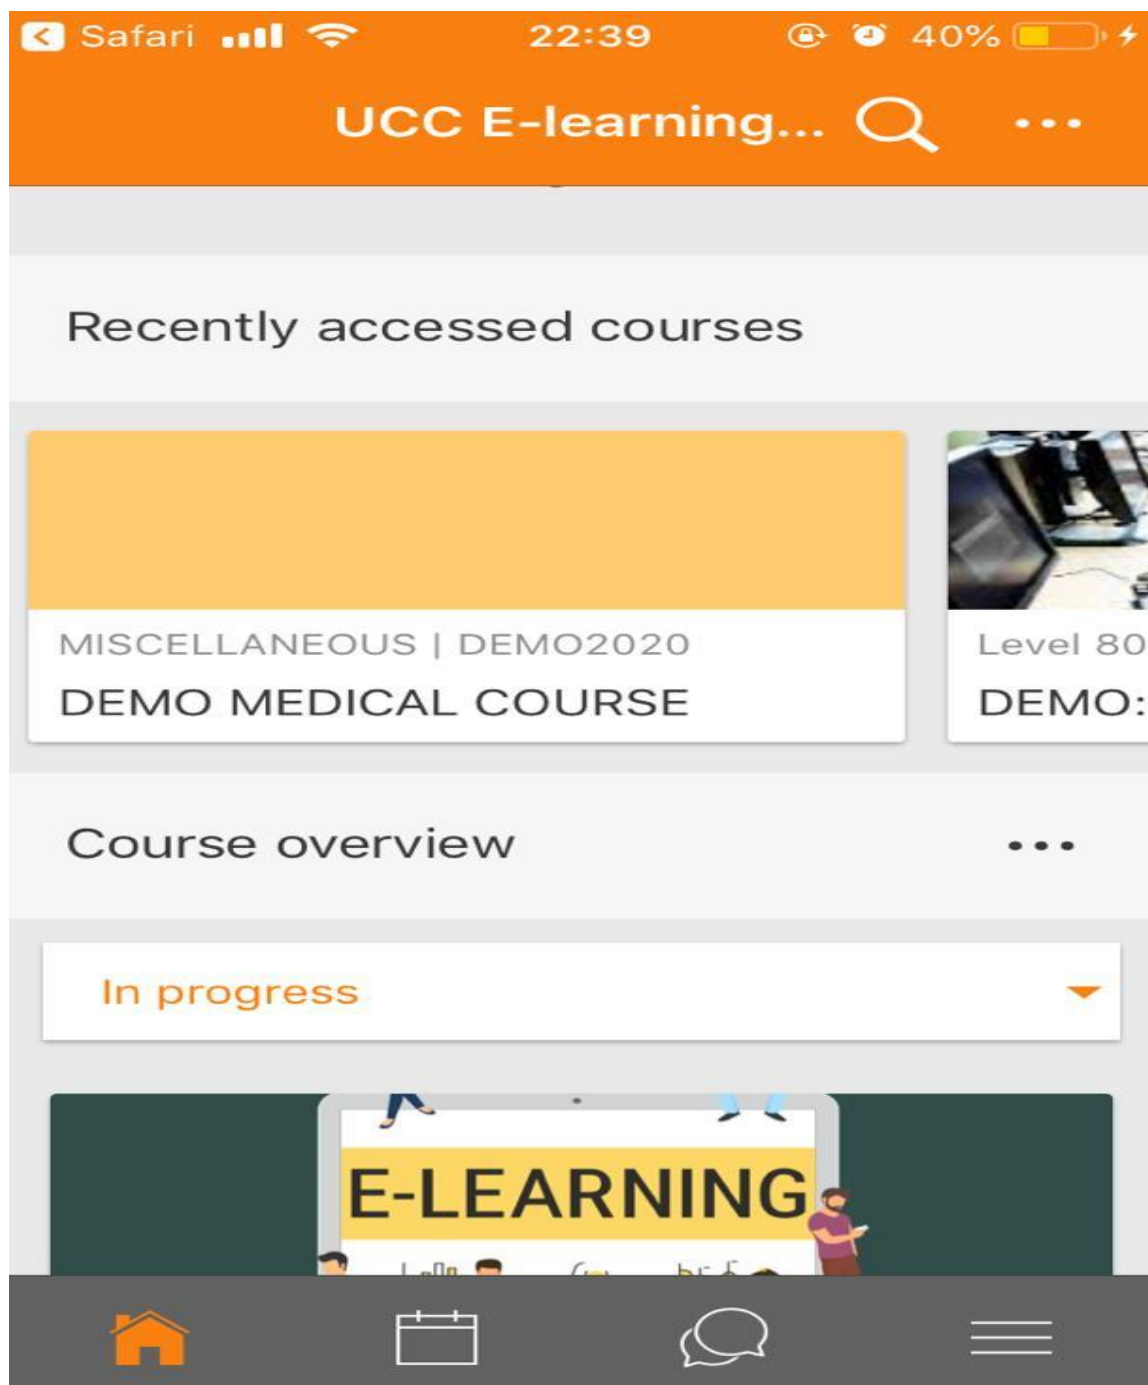 Safari 22:39 40%
UCC E-learning...
Recently accessed courses
MISCELLANEOUS | DEMO2020
DEMO MEDICAL COURSE
Level 80
DEMO:
Course overview
In progress
E-LEARNING